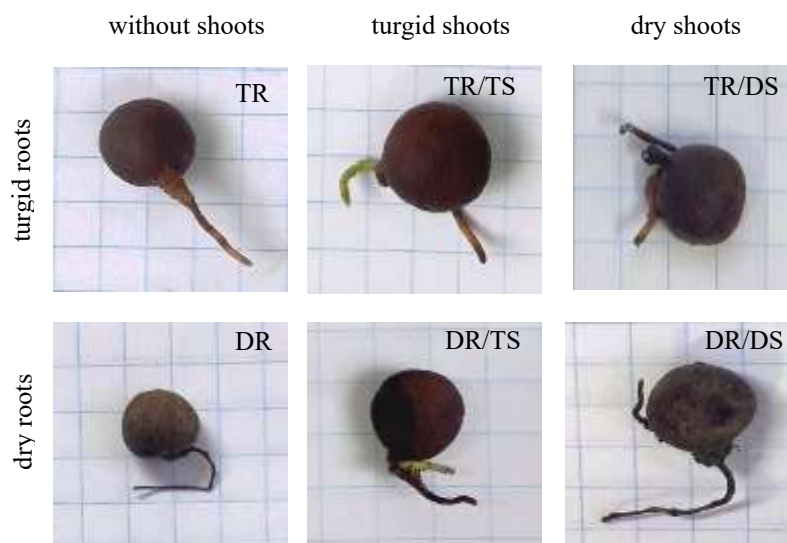 without shoots
turgid shoots
dry shoots
turgid roots
TR
TR/TS
TR/DS
dry roots
DR
DR/TS
DR/DS